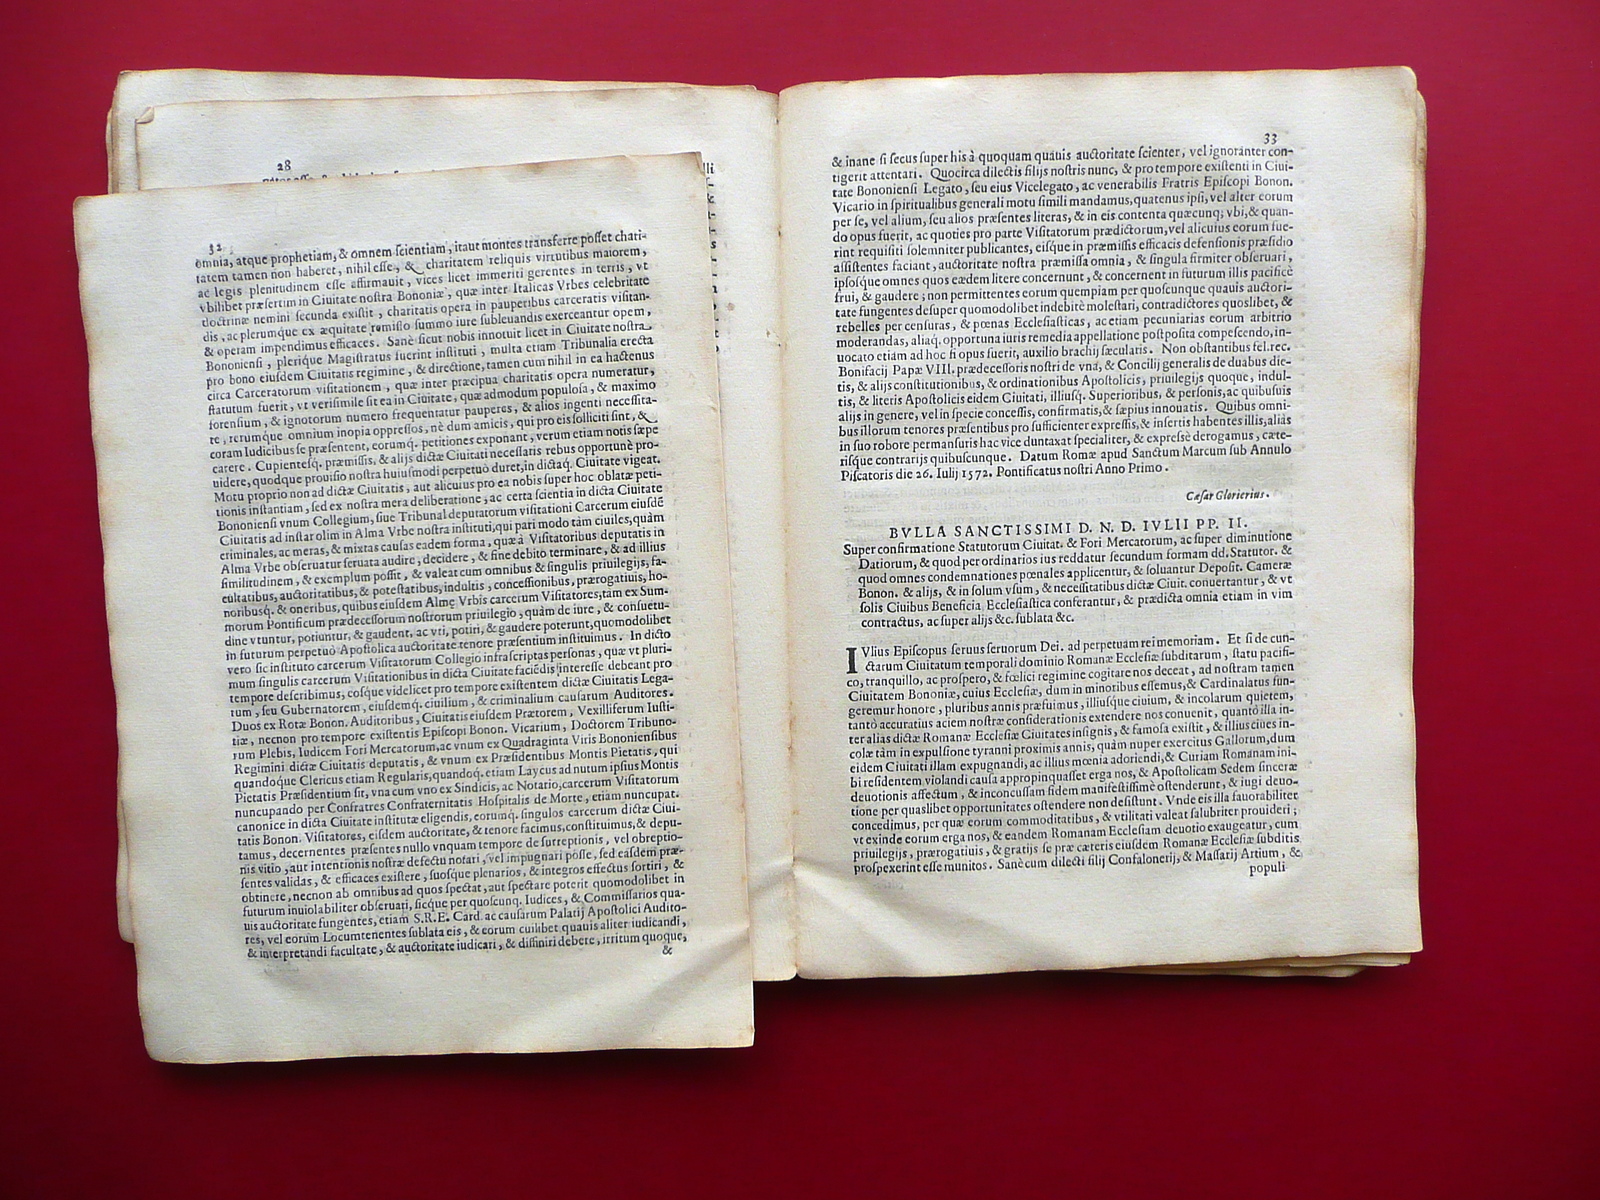 28
32
omnia, atque prophetiam, & omnem ſcientiam, itaut montes transferre poſſet chari-
tatem tamen non haberet, nihil eſſe, & charitatem reliquis virtutibus maiorem,
ac legis plenitudinem eſſe affirmauit, vices licet immeriti gerentes in terris, vt
vbilibet præſertim in Ciuitate noſtra Bononiæ, quæ inter Italicas Vrbes celebritate
doctrinæ nemini ſecunda exiſtit, charitatis opera in pauperibus carceratis viſitan-
dis, ac plerumque ex æquitate remiſſo ſummo iure ſubleuandis exerceantur opem,
& operam impendimus efficaces. Sanè ſicut nobis innotuit licet in Ciuitate noſtra
Bononienſi, plerique Magiſtratus fuerint inſtituti, multa etiam Tribunalia erecta
pro bono eiuſdem Ciuitatis regimine, & directione, tamen cum nihil in ea hactenus
circa Carceratorum viſitationem, quæ inter præcipua charitatis opera numeratur,
ſtatutum fuerit, vt veriſimile ſit ea in Ciuitate, quæ admodum populoſa, & maximo
forenſium, & ignotorum numero frequentatur pauperes, & alios ingenti neceſſita-
te, rerumque omnium inopia oppreſſos, nè dum amicis, qui pro eis ſolliciti ſint, &
coram Iudicibus ſe præſentent, eorumq. petitiones exponant, verum etiam notis ſæpe
carere. Cupienteſq. præmiſſis, & alijs dictæ Ciuitati neceſſaris rebus opportunè pro-
uidere, quodque prouiſio noſtra huiuſmodi perpetuò duret, in dictaq. Ciuitate vigeat.
Motu proprio non ad dictæ Ciuitatis, aut alicuius pro ea nobis ſuper hoc oblatæ peti-
tionis inſtantiam, ſed ex noſtra mera deliberatione, ac certa ſcientia in dicta Ciuitate
Bononienſi vnum Collegium, ſiue Tribunal deputatorum viſitationi Carcerum eiuſdē
Ciuitatis ad inſtar olim in Alma Vrbe noſtra inſtituti, qui pari modo tàm ciuiles, quàm
criminales, ac meras, & mixtas cauſas eadem forma, quæ à Viſitatoribus deputatis in
Alma Vrbe obſeruatur ſeruata audire, decidere, & fine debito terminare, & ad illius
ſimilitudinem, & exemplum poſſit, & valeat cum omnibus & ſingulis priuilegijs, fa-
cultatibus, auctoritatibus, & poteſtatibus, indultis, conceſſionibus, prærogatiuis, ho-
noribuſq. & oneribus, quibus eiuſdem Almę Vrbis carcerum Viſitatores, tàm ex Sum-
morum Pontificum prædeceſſorum noſtrorum priuilegio, quàm de iure, & conſuetu-
dine vtuntur, potiuntur, & gaudent, ac vti, potiri, & gaudere poterunt, quomodolibet
in futurum perpetuò Apoſtolica auctoritate tenore præſentium inſtituimus. In dicto
vero ſic inſtituto carcerum Viſitatorum Collegio infraſcriptas perſonas, quæ vt pluri-
mum ſingulis carcerum Viſitationibus in dicta Ciuitate faciēdis intereſſe debeant pro
tempore deſcribimus, eoſque videlicet pro tempore exiſtentem dictæ Ciuitatis Lega-
tum, ſeu Gubernatorem, eiuſdemq. ciuilium, & criminalium cauſarum Auditores.
Duos ex Rotæ Bonon. Auditoribus, Ciuitatis eiuſdem Prætorem, Vexilliferum Iuſti-
tiæ, necnon pro tempore exiſtentis Epiſcopi Bonon. Vicarium, Doctorem Tribuno-
rum Plebis, Iudicem Fori Mercatorum, ac vnum ex Quadraginta Viris Bononienſibus
Regimini dictæ Ciuitatis deputatis, & vnum ex Præſidentibus Montis Pietatis, qui
quandoque Clericus etiam Regularis, quandoq. etiam Laycus ad nutum ipſius Montis
Pietatis Præſidentium ſit, vna cum vno ex Sindicis, ac Notario, carcerum Viſitatorum
nuncupando per Confratres Confraternitatis Hoſpitalis de Morte, etiàm nuncupat.
canonice in dicta Ciuitate inſtitutæ eligendis, eorumq. ſingulos carcerum dictæ Ciui-
tatis Bonon. Viſitatores, eiſdem auctoritate, & tenore facimus, conſtituimus, & depu-
tamus, decernentes præſentes nullo vnquam tempore de ſurreptionis, vel obreptio-
nis vitio, aut intentionis noſtræ defectu notari, vel impugnari poſſe, ſed eaſdem præ-
ſentes validas, & efficaces exiſtere, ſuoſque plenarios, & integros effectus ſortiri, &
obtinere, necnon ab omnibus ad quos ſpectat, aut ſpectare poterit quomodolibet in
futurum inuiolabiliter obſeruari, ſicque per quoſcunq. Iudices, & Commiſſarios qua-
uis auctoritate fungentes, etiàm S.R.E. Card. ac cauſarum Palatij Apoſtolici Audito-
res, vel eorum Locumtenentes ſublata eis, & eorum cuilibet quauis aliter iudicandi,
& interpretandi facultate, & auctoritate iudicari, & diffiniri debere, irritum quoque,
&
33
& inane ſi ſecus ſuper his à quoquam quauis auctoritate ſcienter, vel ignoranter con-
tigerit attentari. Quocirca dilectis filijs noſtris nunc, & pro tempore exiſtenti in Ciui-
tate Bononienſi Legato, ſeu eius Vicelegato, ac venerabilis Fratris Epiſcopi Bonon.
Vicario in ſpiritualibus generali motu ſimili mandamus, quatenus ipſi, vel alter eorum
per ſe, vel alium, ſeu alios præſentes literas, & in eis contenta quæcunq; vbi, & quan-
do opus fuerit, ac quoties pro parte Viſitatorum prædictorum, vel alicuius eorum fue-
rint requiſiti ſolemniter publicantes, eiſque in præmiſſis efficacis defenſionis præſidio
aſſiſtentes faciant, auctoritate noſtra præmiſſa omnia, & ſingula firmiter obſeruari,
ipſoſque omnes quos eædem litere concernunt, & concernent in futurum illis pacificè
frui, & gaudere; non permittentes eorum quempiam per quoſcunque quauis auctori-
tate fungentes deſuper quomodolibet indebitè moleſtari, contradictores quoslibet, &
rebelles per cenſuras, & pœnas Eccleſiaſticas, ac etiam pecuniarias eorum arbitrio
moderandas, aliaq. opportuna iuris remedia appellatione poſtpoſita compeſcendo, in-
uocato etiam ad hoc ſi opus fuerit, auxilio brachij ſæcularis. Non obſtantibus fel. rec.
Bonifacij Papæ VIII. prædeceſſoris noſtri de vna, & Concilij generalis de duabus die-
tis, & alijs conſtitutionibus, & ordinationibus Apoſtolicis, priuilegijs quoque, indul-
tis, & literis Apoſtolicis eidem Ciuitati, illiuſq. Superioribus, & perſonis, ac quibuſuis
alijs in genere, vel in ſpecie conceſſis, confirmatis, & ſæpius innouatis. Quibus omni-
bus illorum tenores præſentibus pro ſufficienter expreſſis, & inſertis habentes illis, aliàs
in ſuo robore permanſuris hac vice duntaxat ſpecialiter, & expreſsè derogamus, cæte-
riſque contrarijs quibuſcunque. Datum Romæ apud Sanctum Marcum ſub Annulo
Piſcatoris die 26. Iulij 1572. Pontificatus noſtri Anno Primo.
Cæſar Glorierius.
BVLLA SANCTISSIMI D. N. D. IVLII PP. II.
Super confirmatione Statutorum Ciuitat. & Fori Mercatorum, ac ſuper diminutione
Datiorum, & quod per ordinarios ius reddatur ſecundum formam dd. Statutor. &
quod omnes condemnationes pœnales applicentur, & ſoluantur Depoſit. Cameræ
Bonon. & alijs, & in ſolum vſum, & neceſſitatibus dictæ Ciuit. conuertantur, & vt
ſolis Ciuibus Beneficia Eccleſiaſtica conferantur, & prædicta omnia etiam in vim
contractus, ac ſuper alijs &c. ſublata &c.
IVlius Epiſcopus ſeruus ſeruorum Dei. ad perpetuam rei memoriam. Et ſi de cun-
ctarum Ciuitatum temporali dominio Romanæ Eccleſiæ ſubditarum, ſtatu pacifi-
co, tranquillo, ac proſpero, & fœlici regimine cogitare nos deceat, ad noſtram tamen
Ciuitatem Bononiæ, cuius Eccleſiæ, dum in minoribus eſſemus, & Cardinalatus fun-
geremur honore, pluribus annis præfuimus, illiuſque ciuium, & incolarum quietem,
tantò accuratius aciem noſtræ conſiderationis extendere nos conuenit, quantò illa in-
ter alias dictæ Romanæ Eccleſiæ Ciuitates inſignis, & famoſa exiſtit, & illius ciues in-
colæ tàm in expulſione tyranni proximis annis, quàm nuper exercitus Gallorum, dum
eidem Ciuitati illam expugnandi, ac illius mœnia adoriendi, & Curiam Romanam ini-
bi reſidentem violandi cauſa appropinquaſſet erga nos, & Apoſtolicam Sedem ſinceræ
deuotionis affectum, & inconcuſſam fidem manifeſtiſſimè oſtenderunt, & iugi deuo-
tione per quaslibet opportunitates oſtendere non deſiſtunt. Vnde eis illa fauorabiliter
concedimus, per quæ eorum commoditatibus, & vtilitati valeat ſalubriter prouideri;
vt exinde eorum erga nos, & eandem Romanam Eccleſiam deuotio exaugeatur, cum
priuilegijs, prærogatiuis, & gratijs ſe præ cæteris eiuſdem Romanæ Eccleſiæ ſubditis
proſpexerint eſſe munitos. Sanè cum dilecti filij Confalonerij, & Maſſarij Artium, &
populi